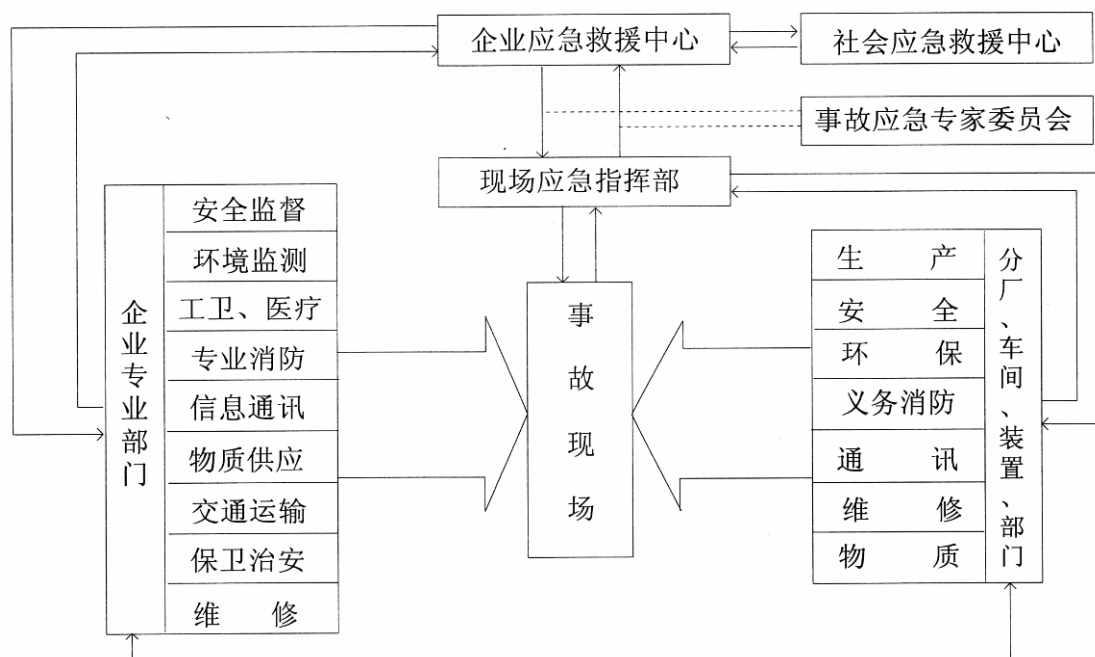 企业应急救援中心
社会应急救援中心
事故应急专家委员会
现场应急指挥部
企业专业部门
安全监督
环境监测
工卫、医疗
专业消防
信息通讯
物质供应
交通运输
保卫治安
维 修
事故现场
生 产
安 全
环 保
义务消防
通 讯
维 修
物 质
分厂、车间、装置、部门